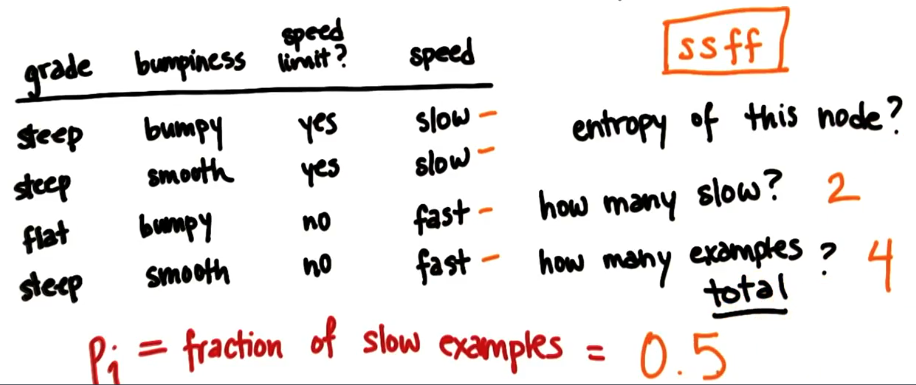 grade bumpiness speed limit? speed
steep bumpy yes slow –
steep smooth yes slow –
flat bumpy no fast –
steep smooth no fast –
ssff
entropy of this node?
how many slow? 2
how many examples total? 4
Pi = fraction of slow examples = 0.5